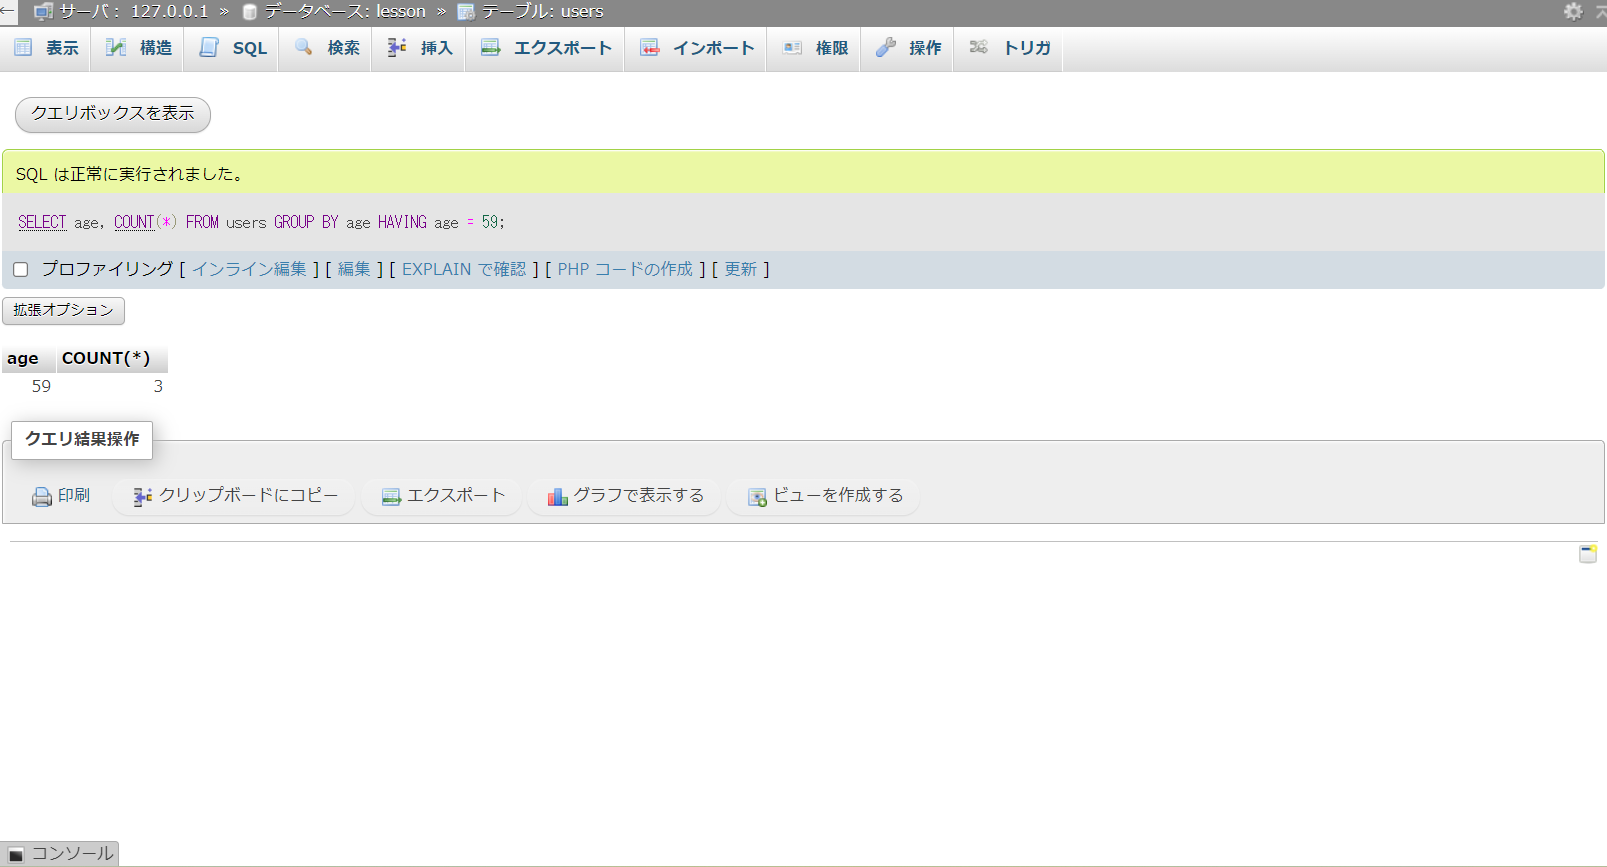 ← サーバ： 127.0.0.1 » データベース: lesson » テーブル: users
表示 構造 SQL 検索 挿入 エクスポート インポート 権限 操作 トリガ
クエリボックスを表示
SQL は正常に実行されました。
SELECT age, COUNT(*) FROM users GROUP BY age HAVING age = 59;
プロファイリング [ インライン編集 ] [ 編集 ] [ EXPLAIN で確認 ] [ PHP コードの作成 ] [ 更新 ]
拡張オプション
age COUNT(*)
59 3
クエリ結果操作
印刷 クリップボードにコピー エクスポート グラフで表示する ビューを作成する
コンソール